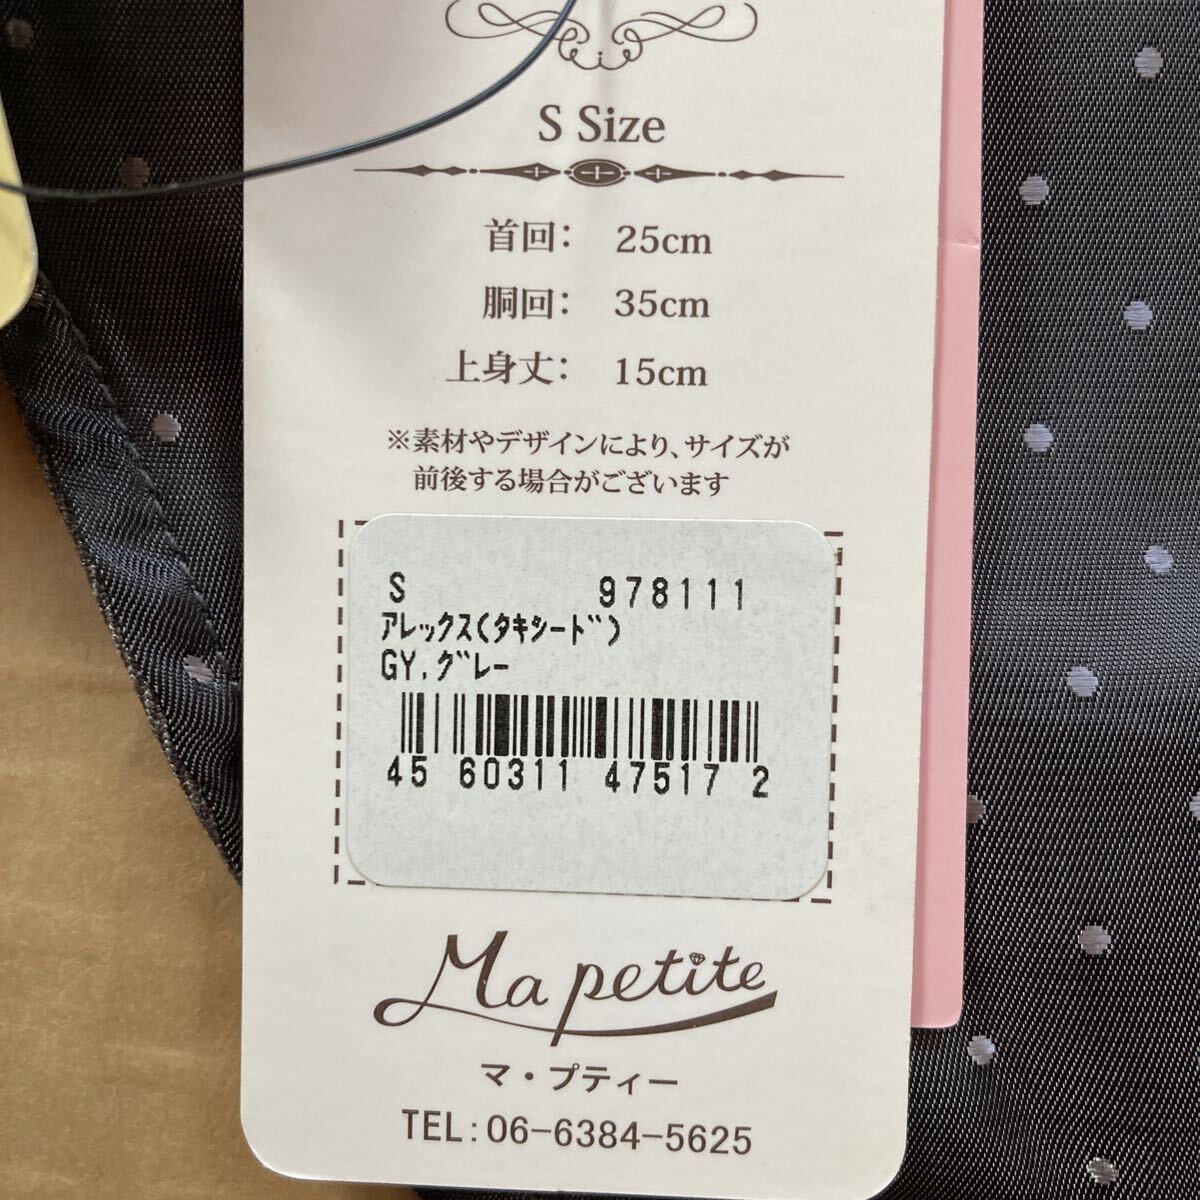 S Size
首回： 25cm
胴回： 35cm
上身丈： 15cm
※素材やデザインにより、サイズが
前後する場合がございます
S 978111
ｱﾚｯｸｽ(ﾀｷｼｰﾄﾞ)
GY.ｸﾞﾚｰ
45 60311 47517 2
Ma petite
マ・プティー
TEL:06-6384-5625